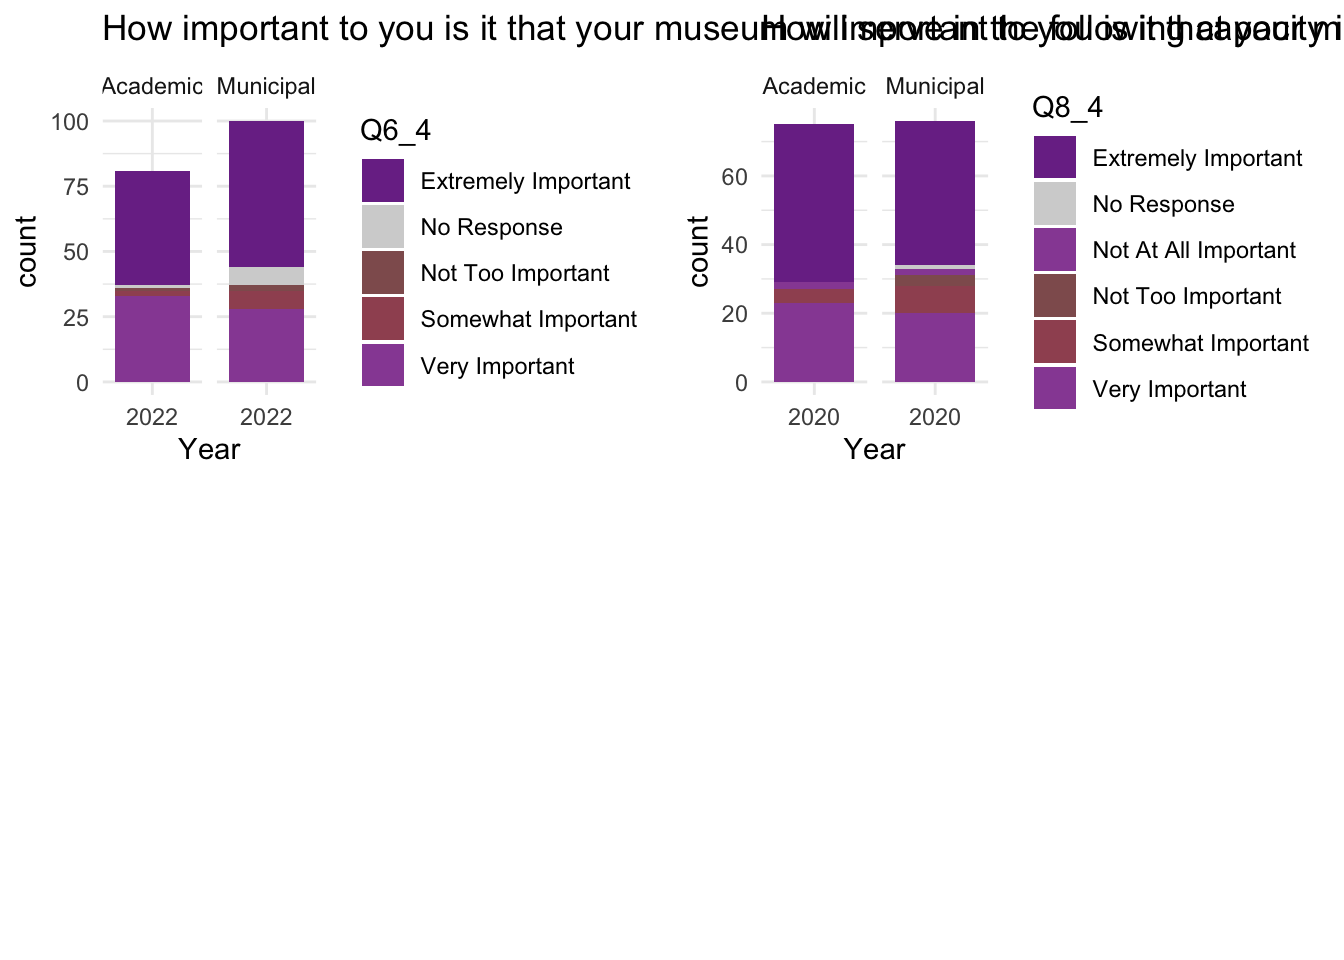 How important to you is it that your museum will serve in the following capacity
How important to you is it that your m
Academic Municipal
100
75
50
25
0
count
2022 2022
Year
Q6_4
Extremely Important
No Response
Not Too Important
Somewhat Important
Very Important
Academic Municipal
60
40
20
0
count
2020 2020
Year
Q8_4
Extremely Important
No Response
Not At All Important
Not Too Important
Somewhat Important
Very Important